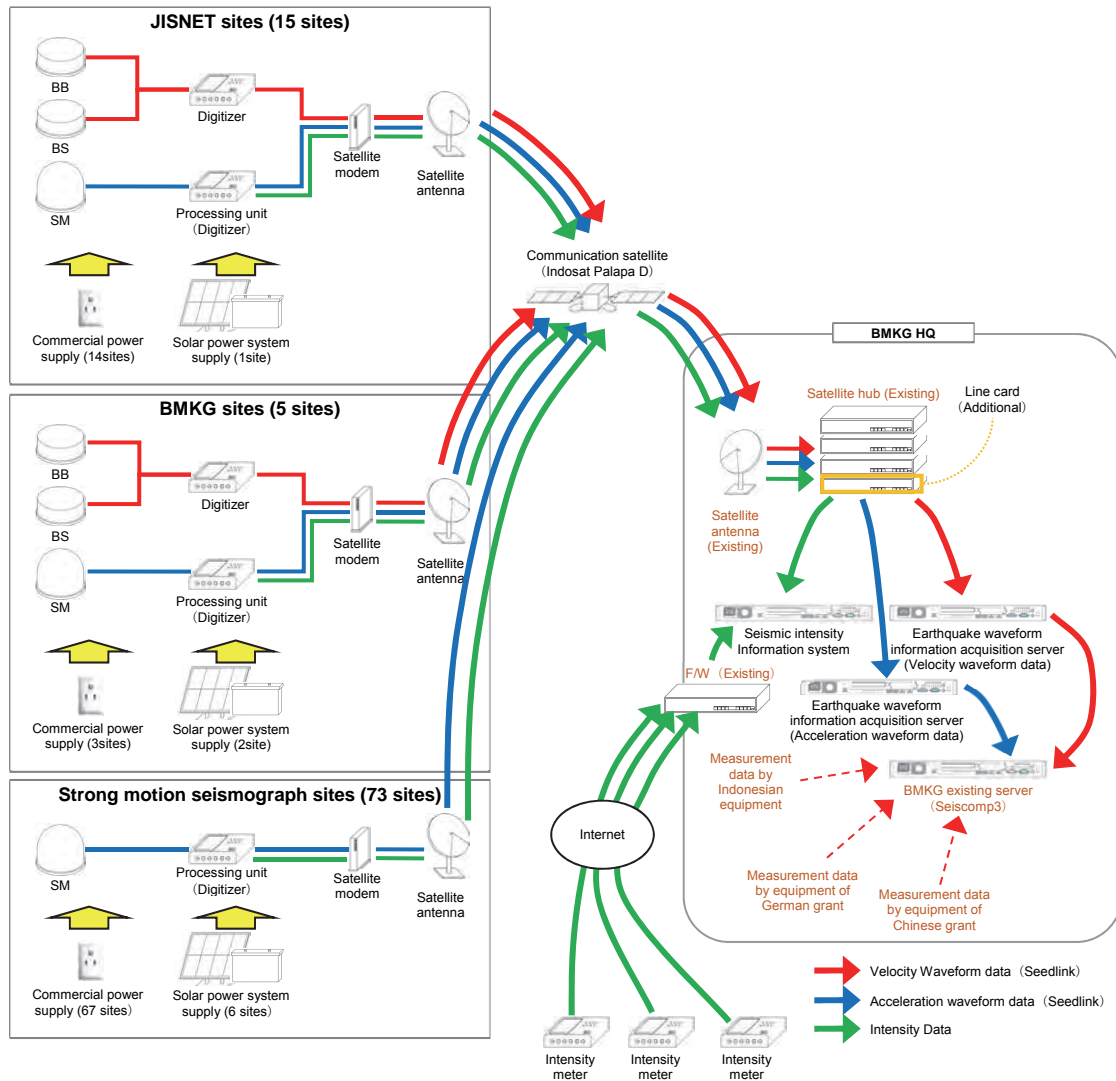 JISNET sites (15 sites)
BB
BS
SM
Digitizer
Processing unit
(Digitizer)
Satellite
modem
Satellite
antenna
Commercial power
supply (14sites)
Solar power system
supply (1site)
Communication satellite
(Indosat Palapa D)
BMKG sites (5 sites)
BB
BS
SM
Digitizer
Processing unit
(Digitizer)
Satellite
modem
Satellite
antenna
Commercial power
supply (3sites)
Solar power system
supply (2site)
Strong motion seismograph sites (73 sites)
SM
Processing unit
(Digitizer)
Satellite
modem
Satellite
antenna
Commercial power
supply (67 sites)
Solar power system
supply (6 sites)
BMKG HQ
Satellite hub (Existing)
Line card
(Additional)
Satellite
antenna
(Existing)
Seismic intensity
Information system
Earthquake waveform
information acquisition server
(Velocity waveform data)
F/W (Existing)
Earthquake waveform
information acquisition server
(Acceleration waveform data)
Measurement
data by
Indonesian
equipment
BMKG existing server
(Seiscomp3)
Measurement data
by equipment of
German grant
Measurement data
by equipment of
Chinese grant
Internet
Intensity
meter
Intensity
meter
Intensity
meter
Velocity Waveform data (Seedlink)
Acceleration waveform data (Seedlink)
Intensity Data